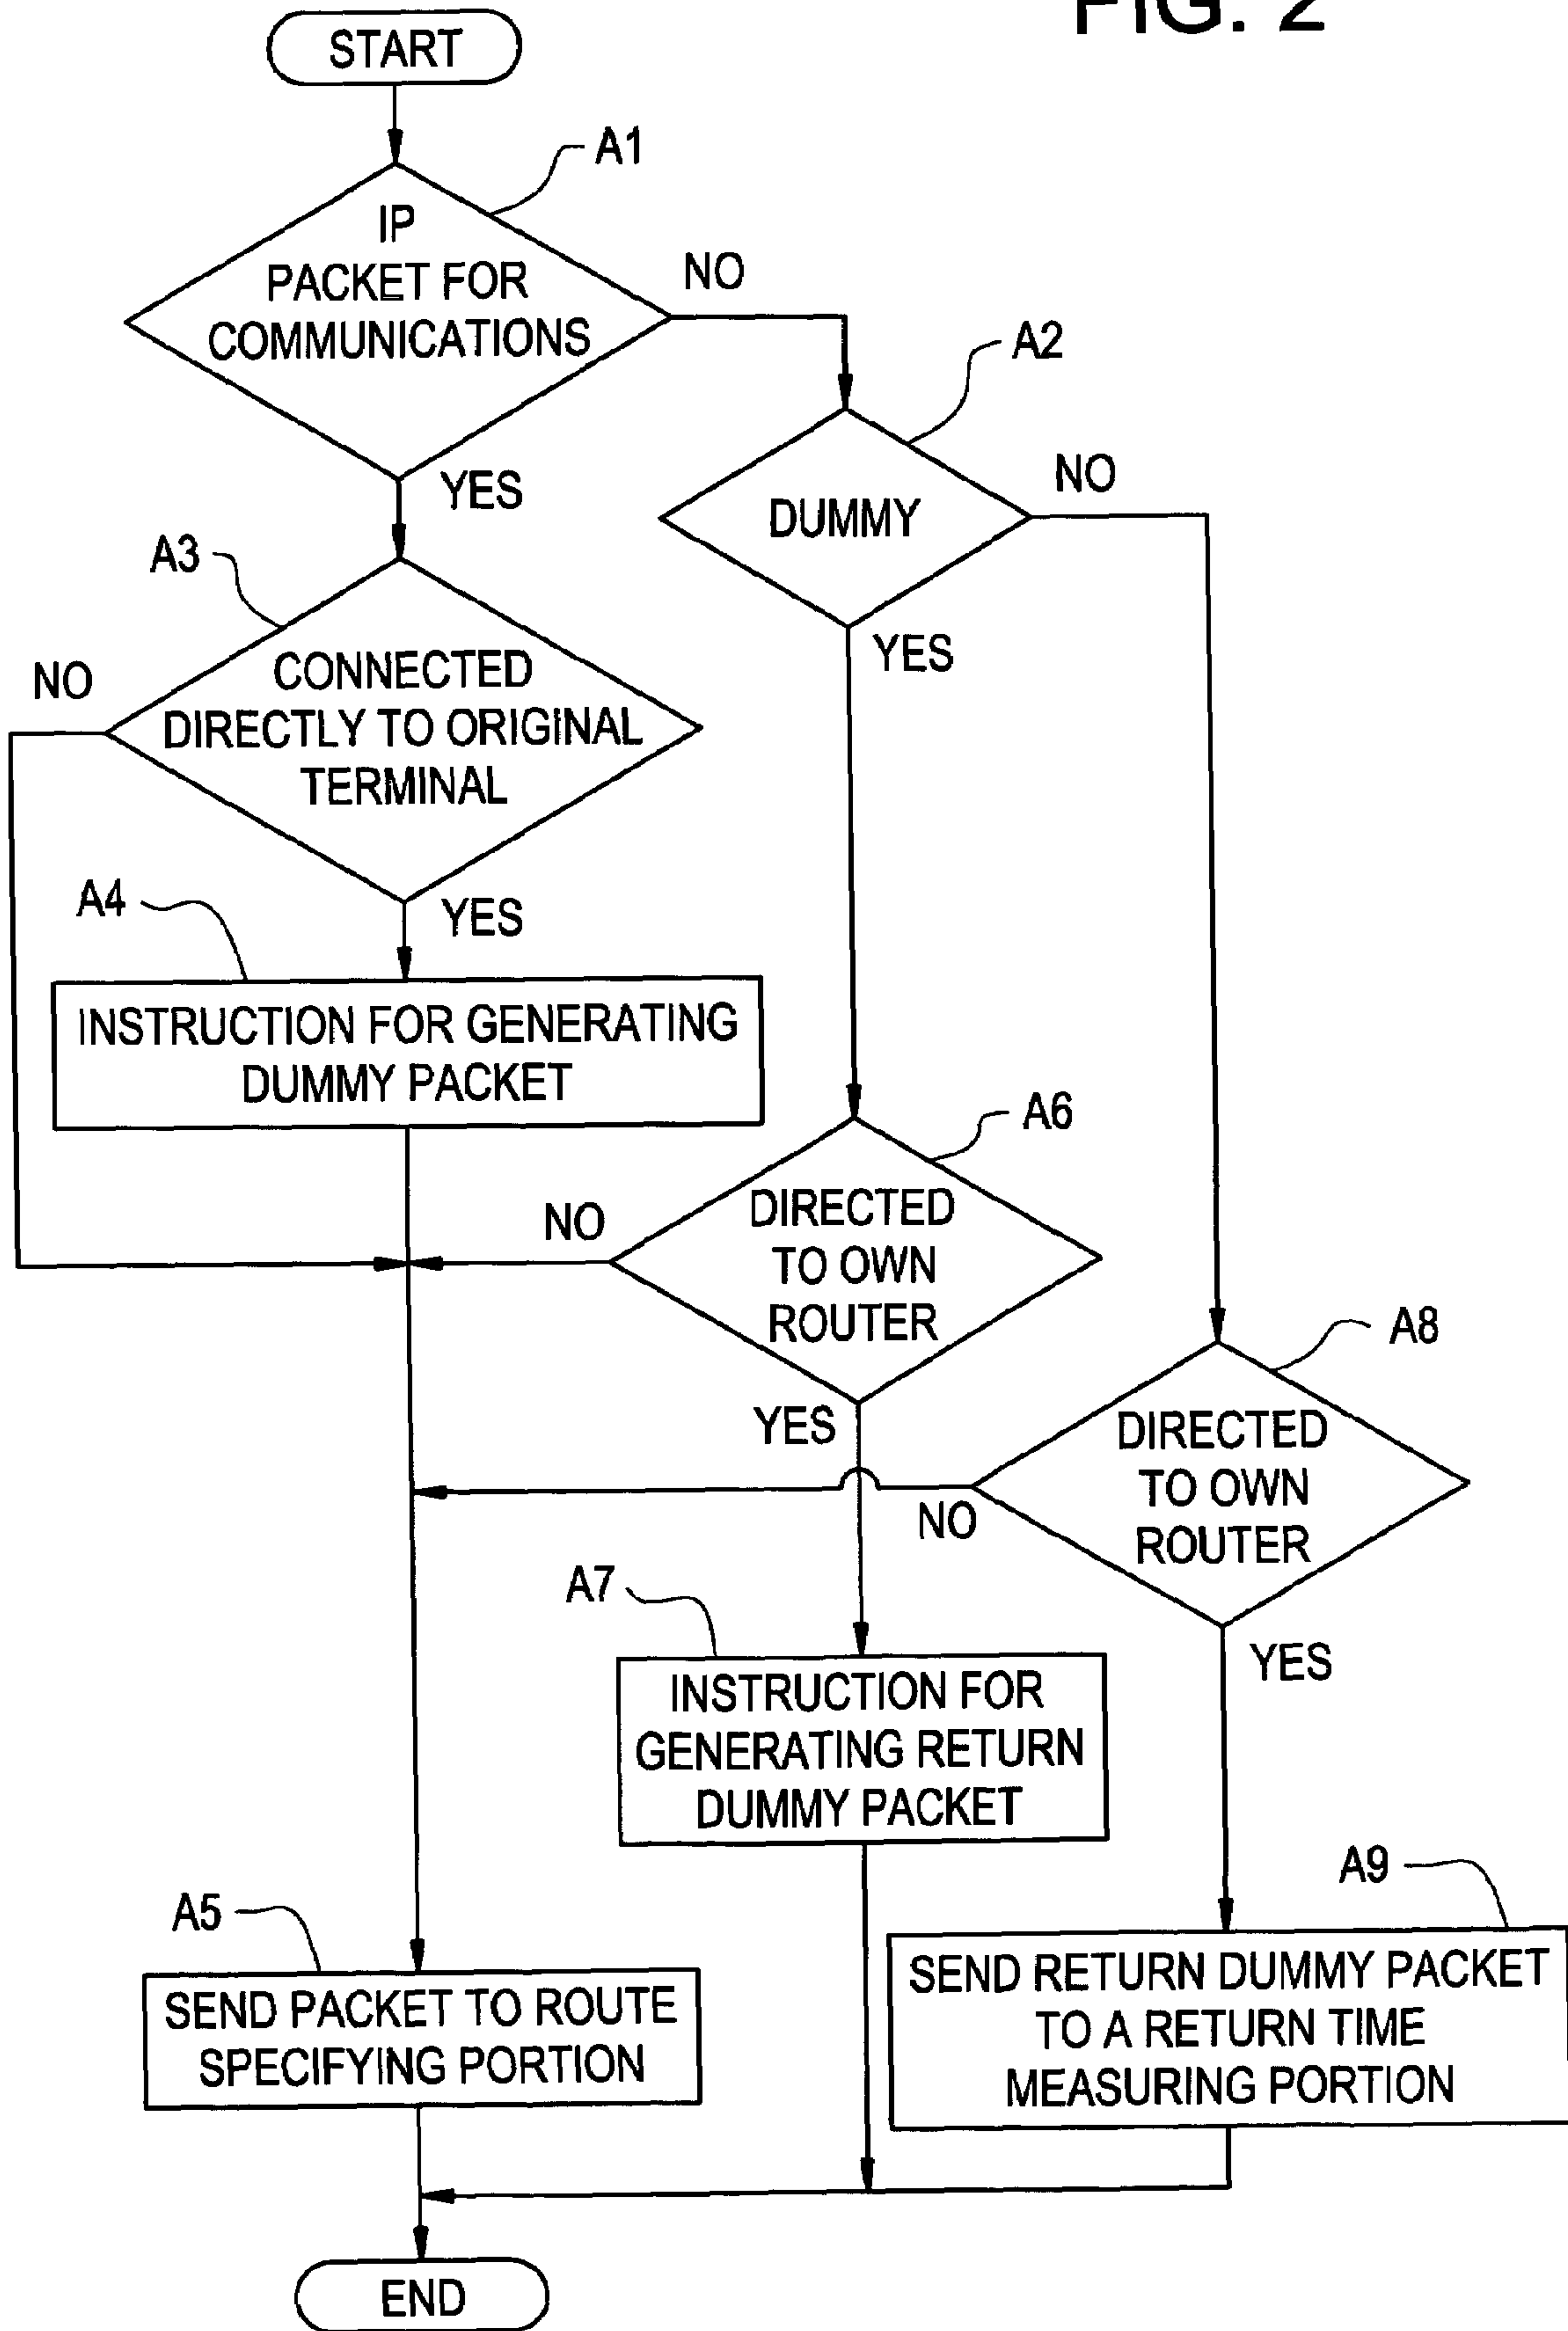 FIG. 2
START
A1
IP
PACKET FOR
COMMUNICATIONS
NO
YES
A2
DUMMY
NO
YES
A3
CONNECTED
DIRECTLY TO ORIGINAL
TERMINAL
NO
YES
A4
INSTRUCTION FOR GENERATING
DUMMY PACKET
A6
DIRECTED
TO OWN
ROUTER
NO
YES
A8
DIRECTED
TO OWN
ROUTER
NO
YES
A7
INSTRUCTION FOR
GENERATING RETURN
DUMMY PACKET
A5
SEND PACKET TO ROUTE
SPECIFYING PORTION
A9
SEND RETURN DUMMY PACKET
TO A RETURN TIME
MEASURING PORTION
END